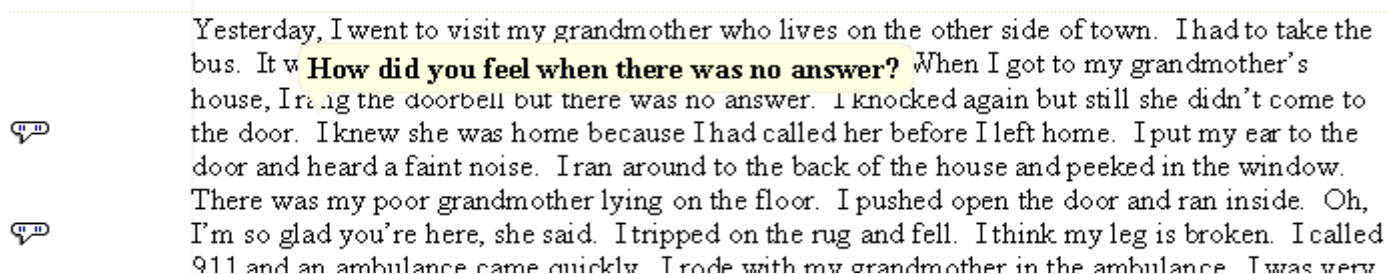 Yesterday, I went to visit my grandmother who lives on the other side of town. I had to take the
bus. It
How did you feel when there was no answer?
When I got to my grandmother's
house, I rang the doorbell but there was no answer. I knocked again but still she didn't come to
the door. I knew she was home because I had called her before I left home. I put my ear to the
door and heard a faint noise. I ran around to the back of the house and peeked in the window.
There was my poor grandmother lying on the floor. I pushed open the door and ran inside. Oh,
I'm so glad you're here, she said. I tripped on the rug and fell. I think my leg is broken. I called
911 and an ambulance came quickly. I rode with my grandmother in the ambulance. I was very